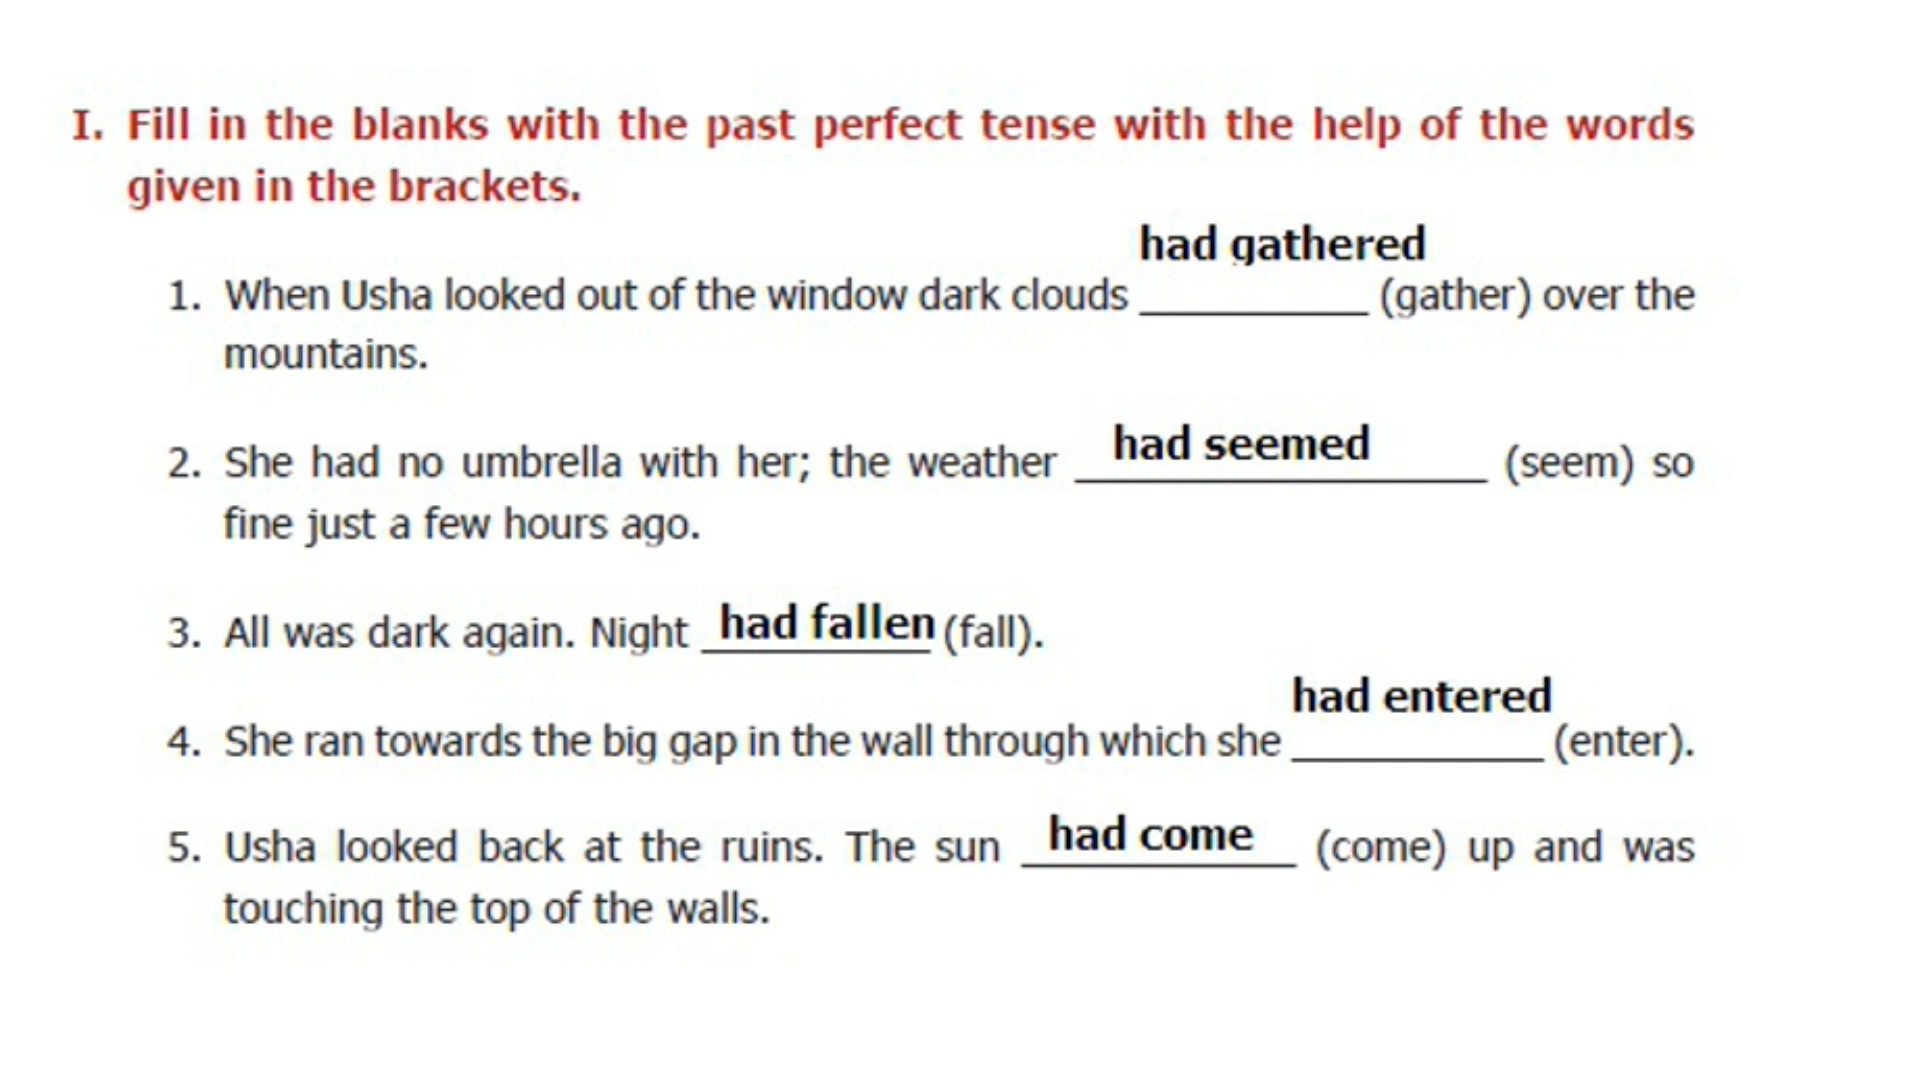 I. Fill in the blanks with the past perfect tense with the help of the words
given in the brackets.
had gathered
1. When Usha looked out of the window dark clouds __________ (gather) over the
mountains.
2. She had no umbrella with her; the weather had seemed (seem) so
fine just a few hours ago.
3. All was dark again. Night had fallen (fall).
had entered
4. She ran towards the big gap in the wall through which she __________ (enter).
5. Usha looked back at the ruins. The sun had come (come) up and was
touching the top of the walls.